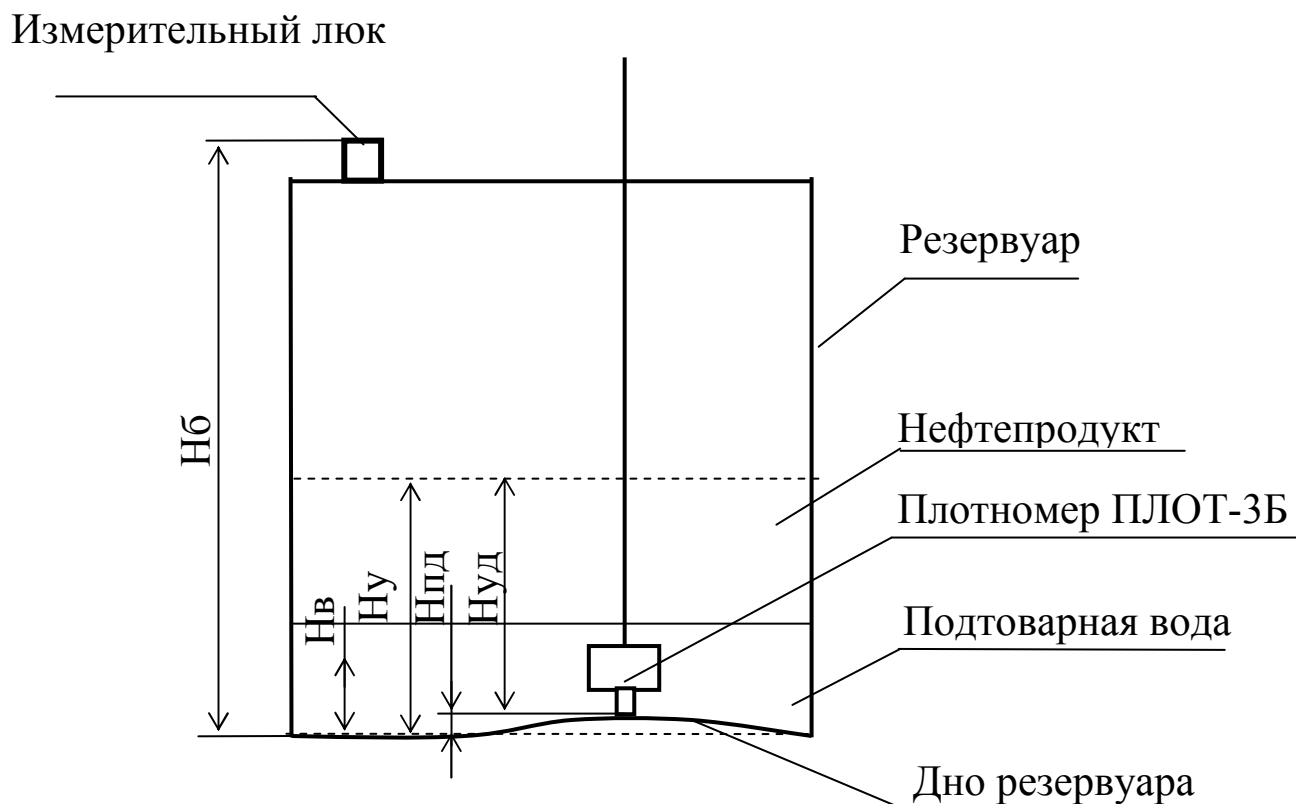 Измерительный люк
Резервуар
Нб
Нефтепродукт
Плотномер ПЛОТ-3Б
Нв
Ну
Нпд
Нуд
Подтоварная вода
Дно резервуара